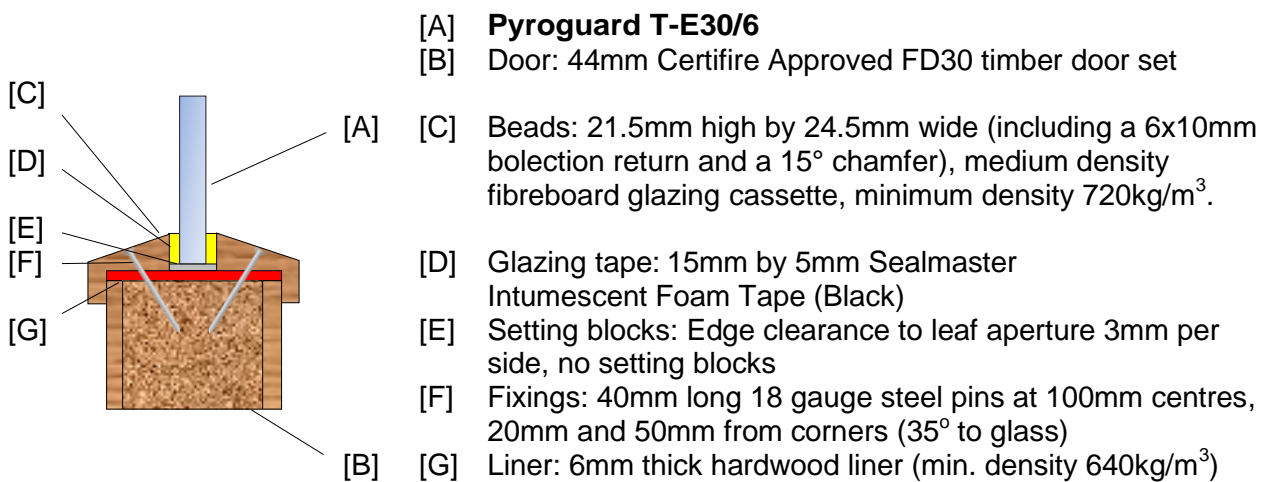 [A] Pyroguard T-E30/6
[B] Door: 44mm Certifire Approved FD30 timber door set
[C]
[A]
[C] Beads: 21.5mm high by 24.5mm wide (including a 6x10mm
bolection return and a 15° chamfer), medium density
fibreboard glazing cassette, minimum density 720kg/m³.
[D]
[E]
[F]
[D] Glazing tape: 15mm by 5mm Sealmaster
Intumescent Foam Tape (Black)
[G]
[E] Setting blocks: Edge clearance to leaf aperture 3mm per
side, no setting blocks
[F] Fixings: 40mm long 18 gauge steel pins at 100mm centres,
20mm and 50mm from corners (35° to glass)
[B]
[G] Liner: 6mm thick hardwood liner (min. density 640kg/m³)